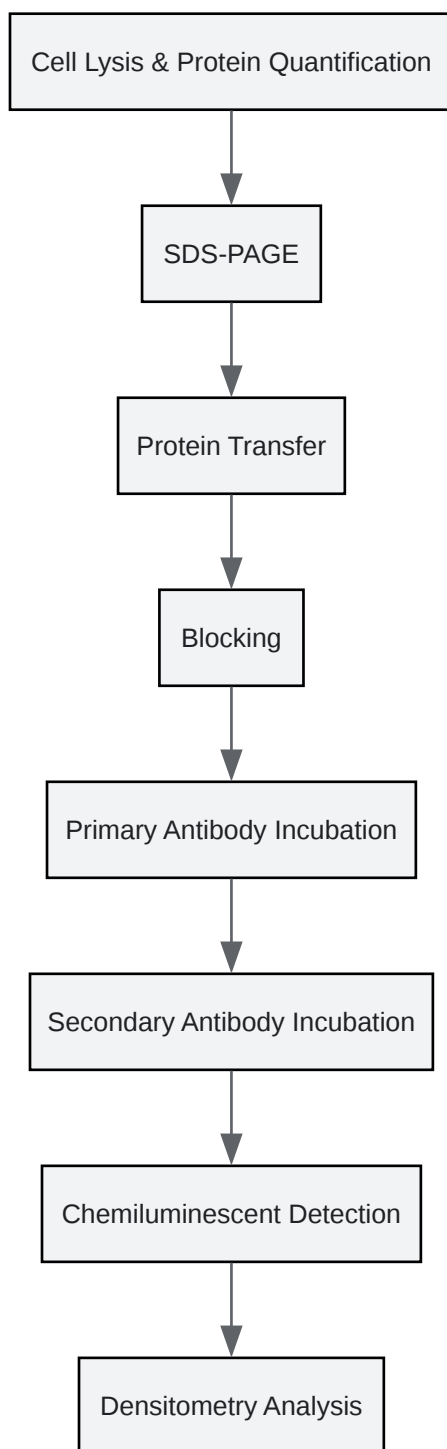 Cell Lysis & Protein Quantification
SDS-PAGE
Protein Transfer
Blocking
Primary Antibody Incubation
Secondary Antibody Incubation
Chemiluminescent Detection
Densitometry Analysis